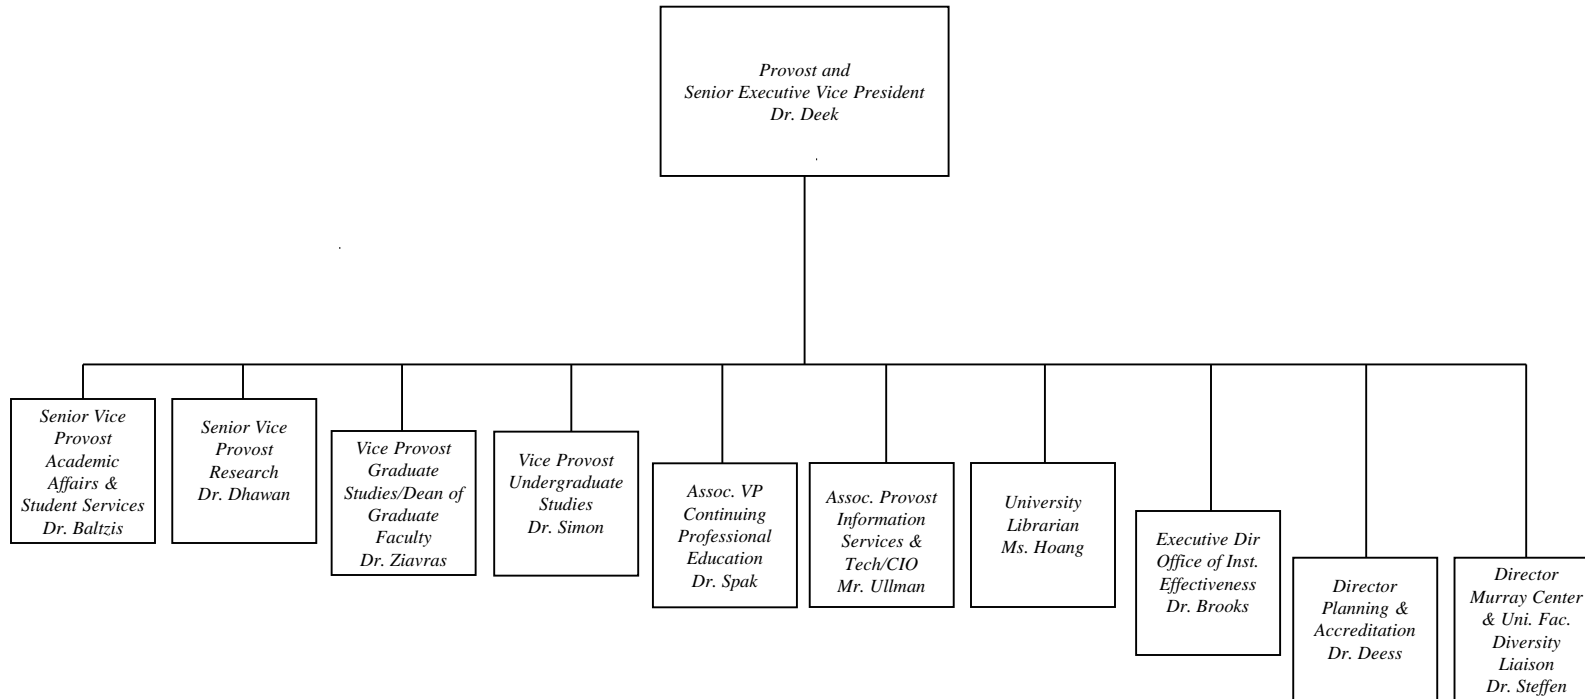 Provost and
Senior Executive Vice President
Dr. Deek
Senior Vice
Provost
Academic
Affairs &
Student Services
Dr. Baltzis
Senior Vice
Provost
Research
Dr. Dhawan
Vice Provost
Graduate
Studies/Dean of
Graduate
Faculty
Dr. Ziavras
Vice Provost
Undergraduate
Studies
Dr. Simon
Assoc. VP
Continuing
Professional
Education
Dr. Spak
Assoc. Provost
Information
Services &
Tech/CIO
Mr. Ullman
University
Librarian
Ms. Hoang
Executive Dir
Office of Inst.
Effectiveness
Dr. Brooks
Director
Planning &
Accreditation
Dr. Deess
Director
Murray Center
& Uni. Fac.
Diversity
Liaison
Dr. Steffen